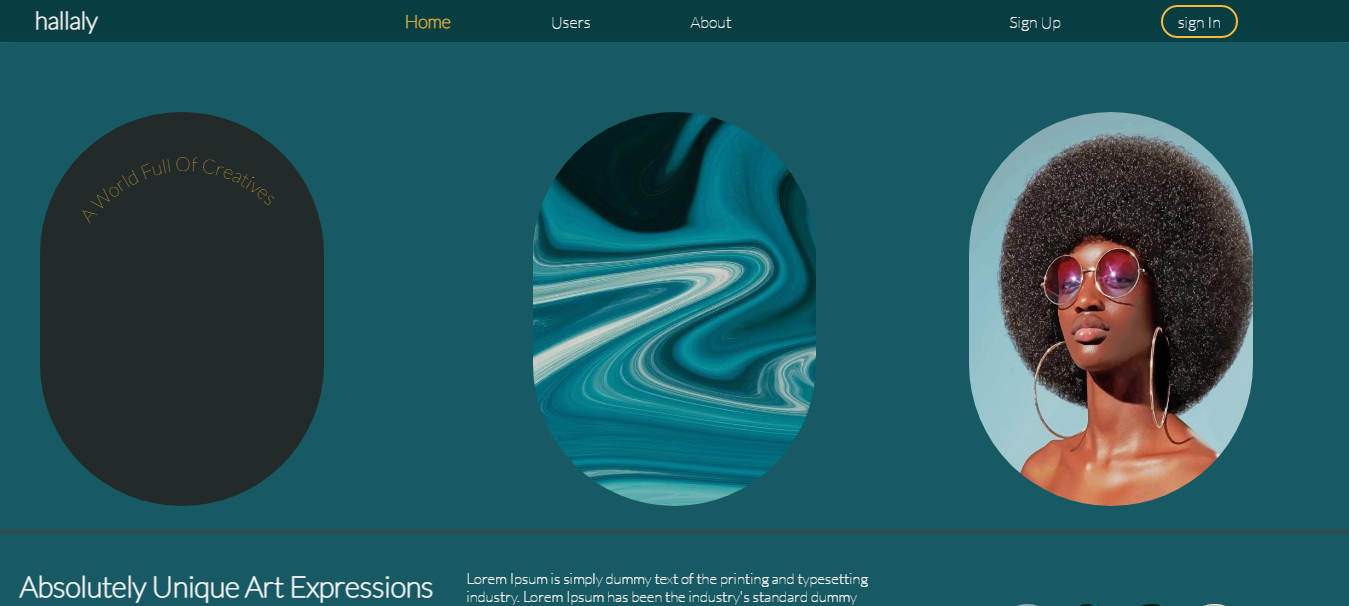 hallaly
Home
Users
About
Sign Up
sign In
A World Full Of Creatives
Absolutely Unique Art Expressions
Lorem Ipsum is simply dummy text of the printing and typesetting
industry. Lorem Ipsum has been the industry's standard dummy